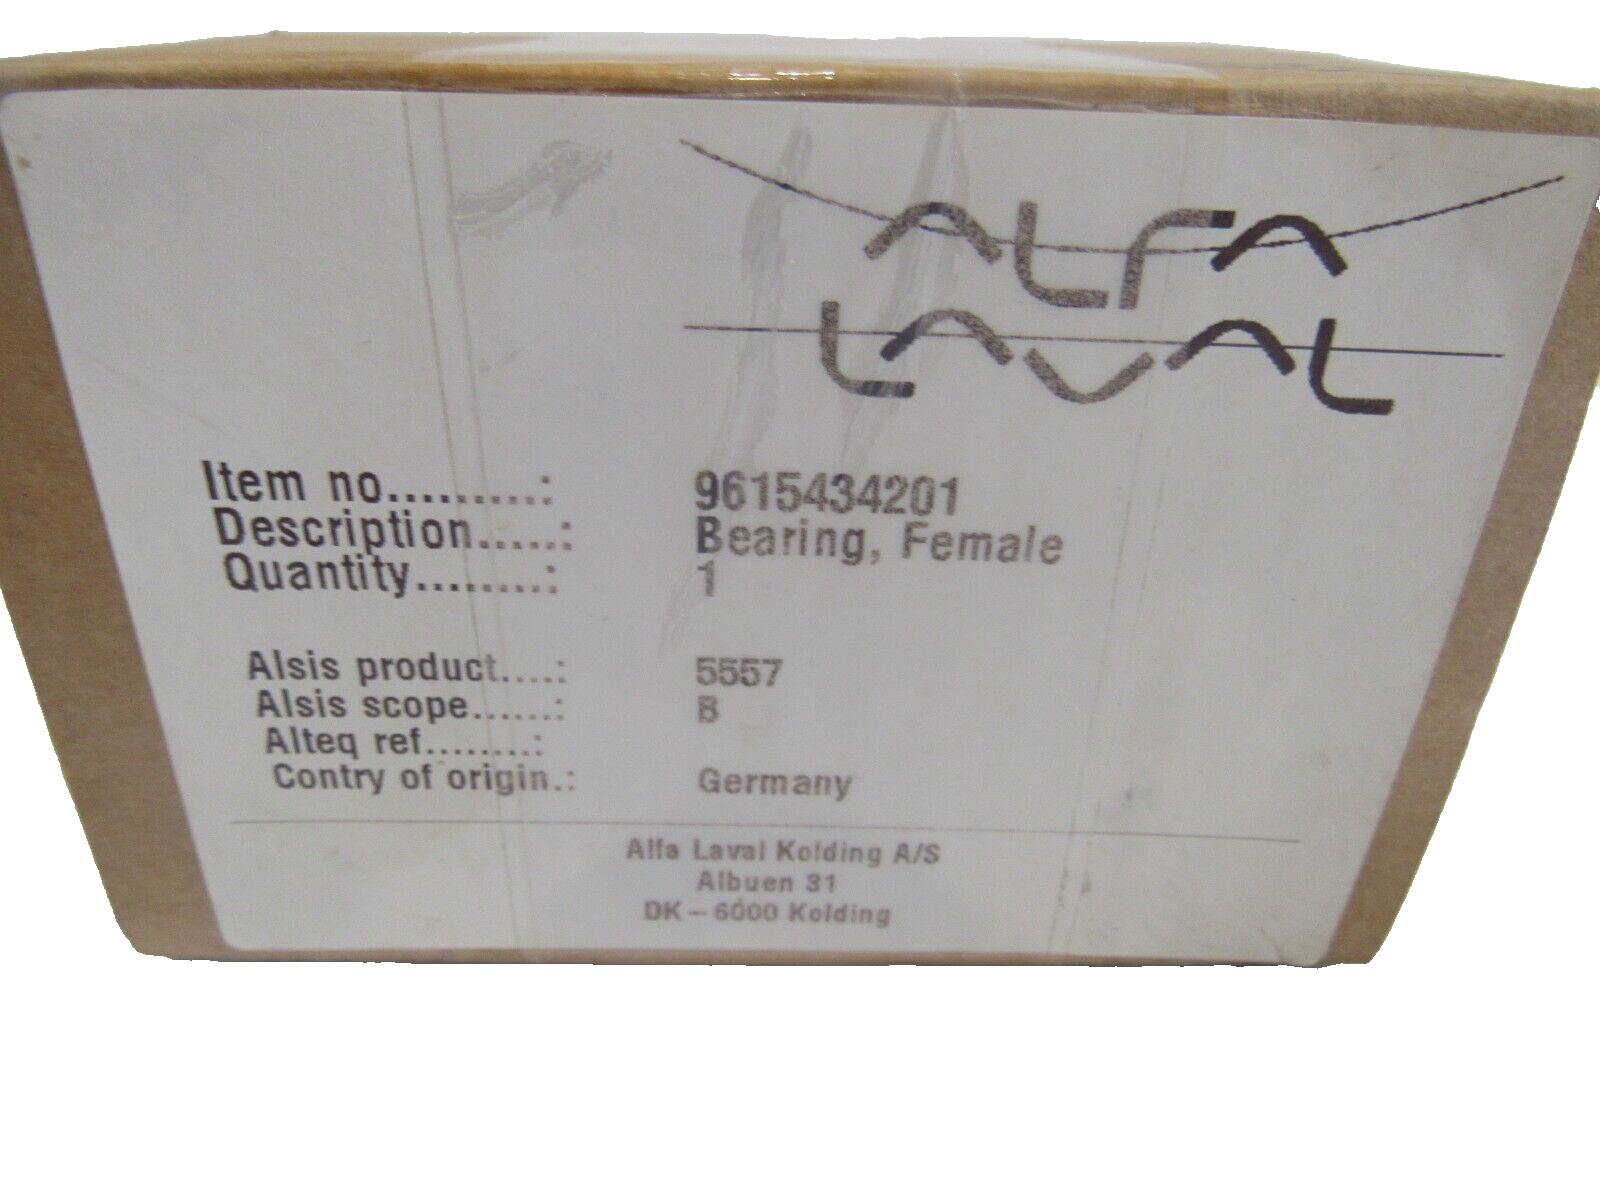 ALFA
LAVAL
Item no..........: 9615434201
Description......: Bearing, Female
Quantity.........: 1
Alsis product....: 5557
Alsis scope......: B
Alteq ref........:
Contry of origin.: Germany
Alfa Laval Kolding A/S
Albuen 31
DK – 6000 Kolding